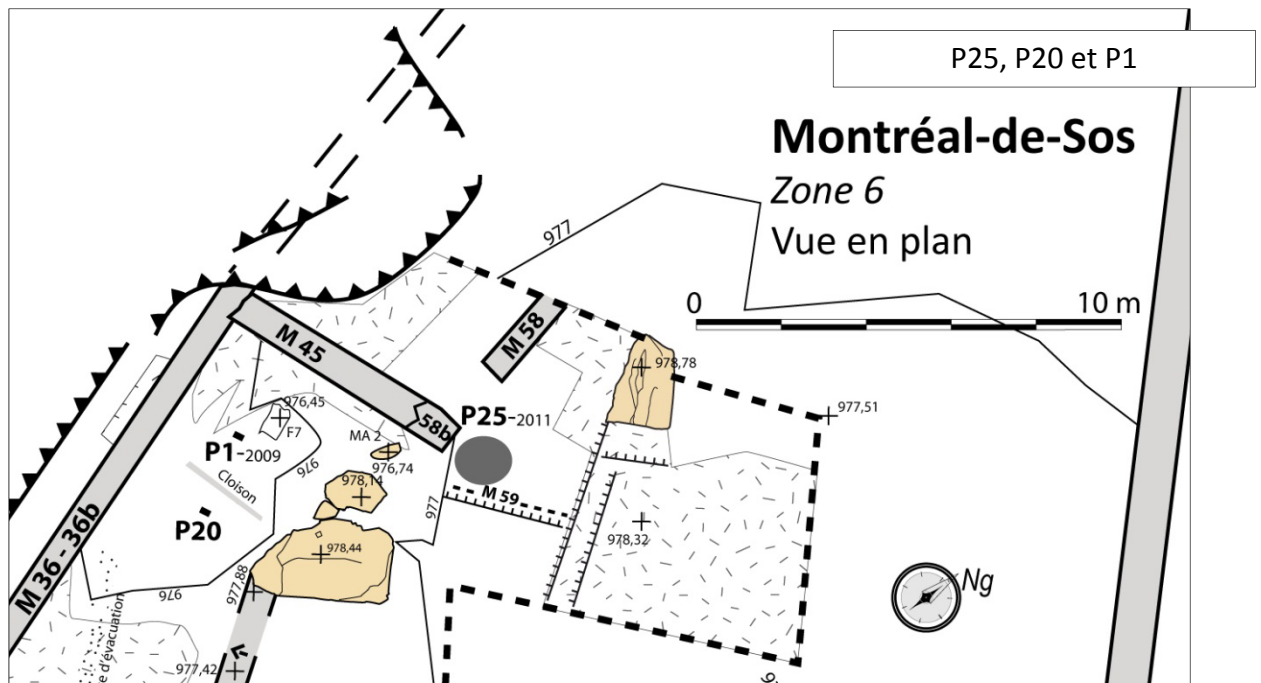 P25, P20 et P1
Montréal-de-Sos
Zone 6
Vue en plan
0 10 m
977
M 58
M 45
978,78
977,51
58b
P25-2011
976,45
F7
MA 2
P1-2009
976
976,74
Cloison
978,14
977
M 59
P20
978,32
978,44
M 36 - 36b
977,88
976
Ng
e d'évacuation
977,42